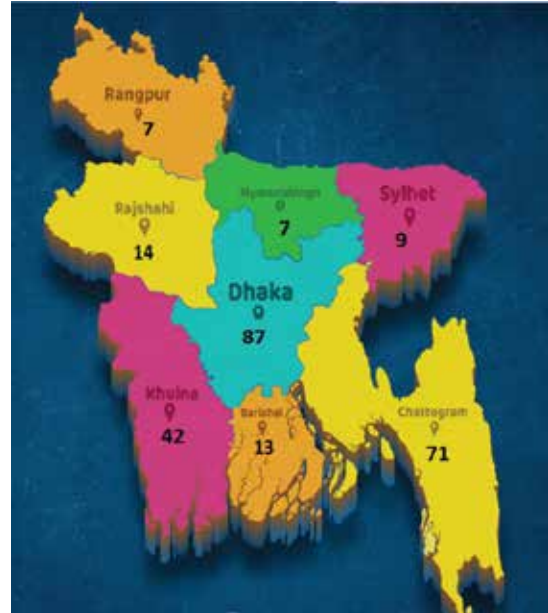 Rangpur
7
Mymensingh
7
Sylhet
9
Rajshahi
14
Dhaka
87
Khulna
42
Barishal
13
Chattogram
71